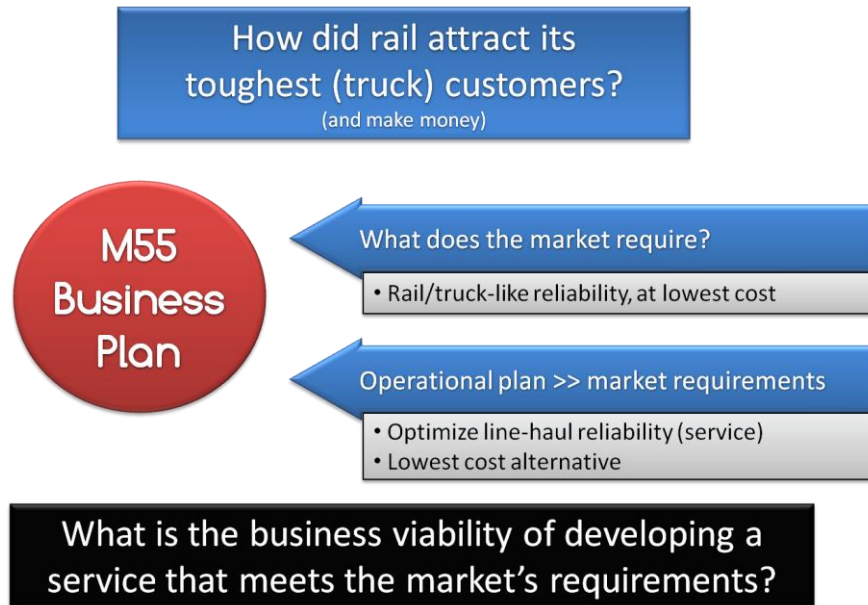 How did rail attract its
toughest (truck) customers?
(and make money)
M55
Business
Plan
What does the market require?
• Rail/truck-like reliability, at lowest cost
Operational plan >> market requirements
• Optimize line-haul reliability (service)
• Lowest cost alternative
What is the business viability of developing a
service that meets the market's requirements?